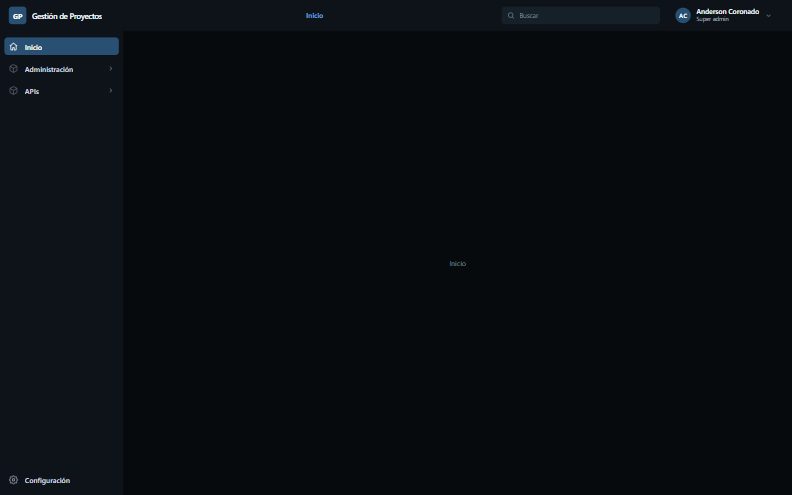 GP Gestión de Proyectos
Inicio
Buscar
AC
Anderson Coronado
Super admin
Inicio
Administración
APIs
Inicio
Configuración